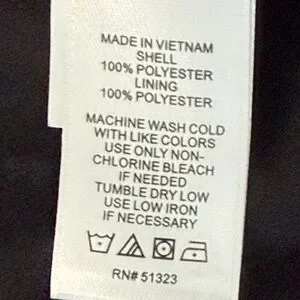 MADE IN VIETNAM
SHELL
100% POLYESTER
LINING
100% POLYESTER
MACHINE WASH COLD
WITH LIKE COLORS
USE ONLY NON-
CHLORINE BLEACH
IF NEEDED
TUMBLE DRY LOW
USE LOW IRON
IF NECESSARY
RN# 51323